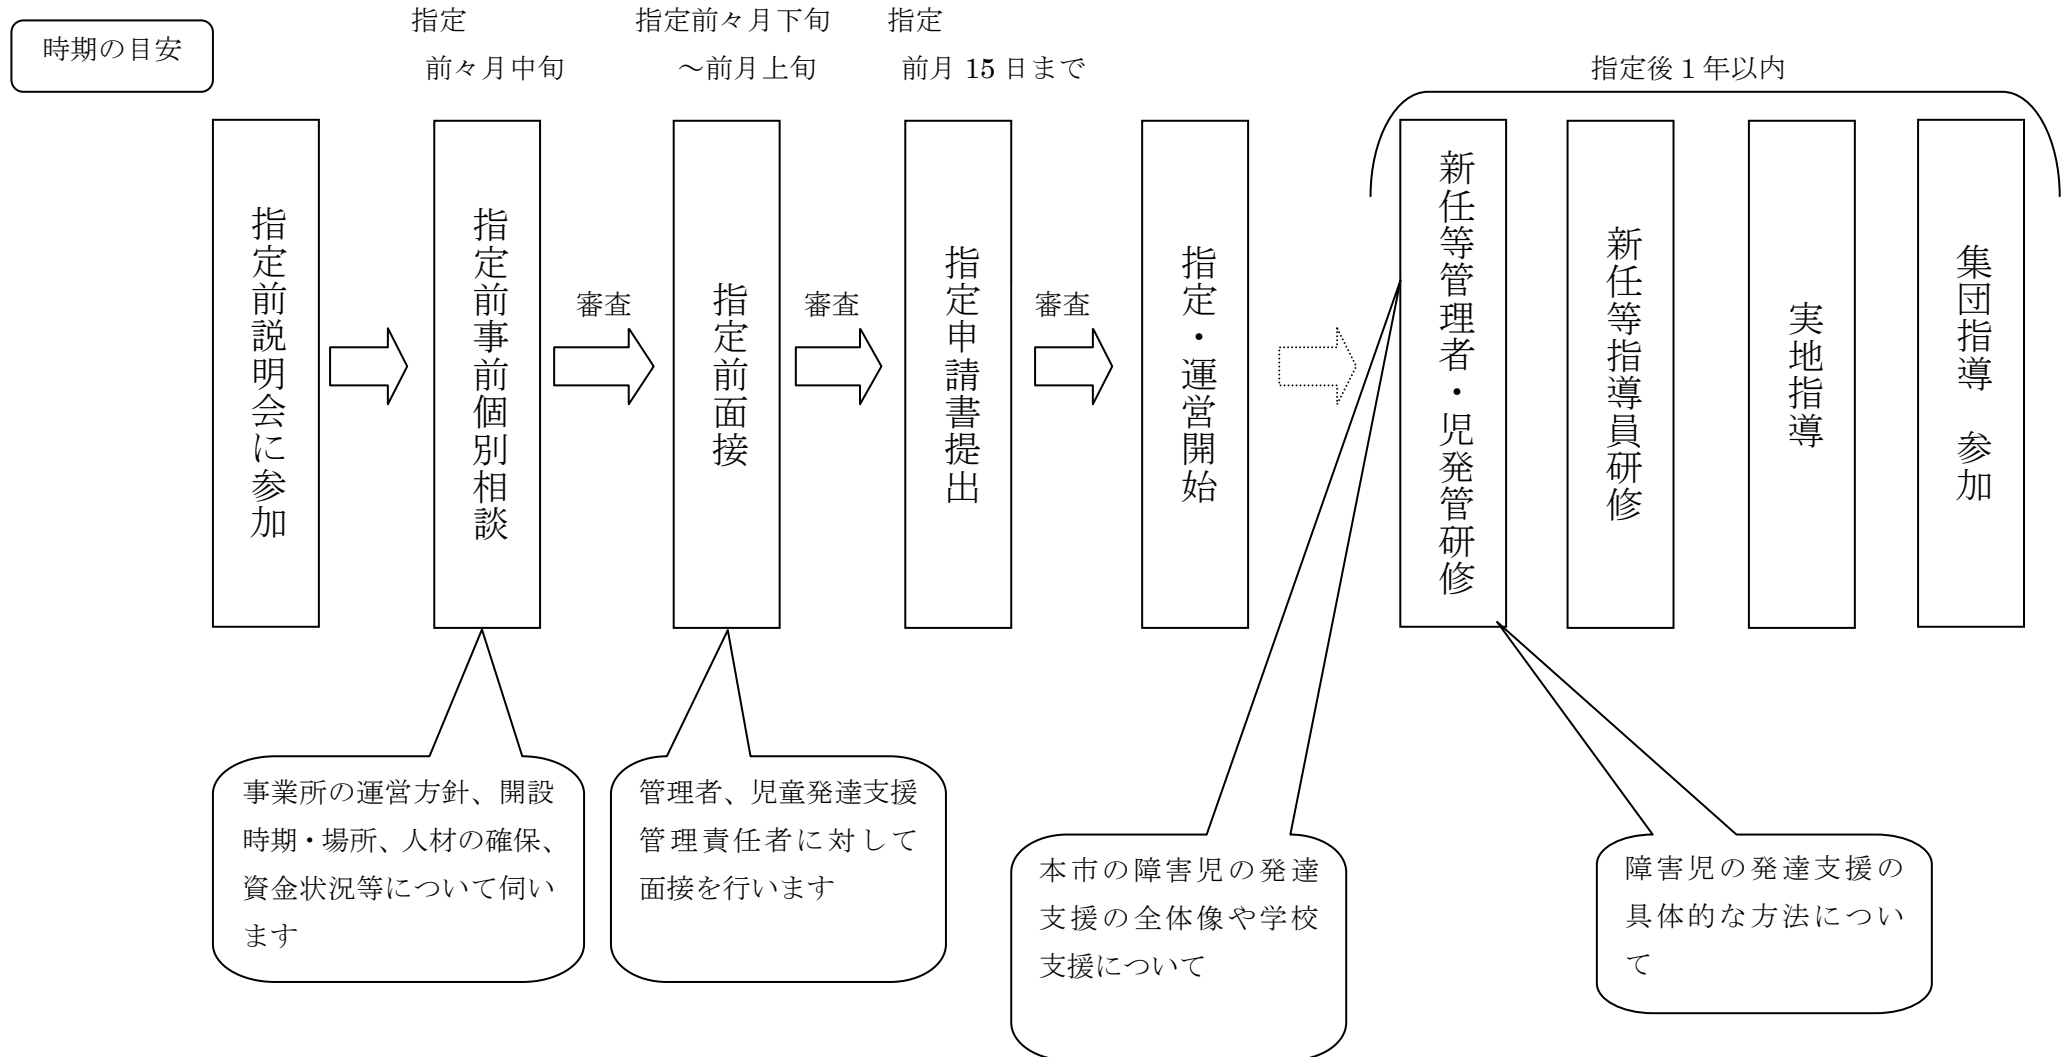 時期の目安
指定
前々月中旬
指定前々月下旬
～前月上旬
指定
前月 15 日まで
指定後１年以内
指定前説明会に参加
指定前事前個別相談
審査
指定前面接
審査
指定申請書提出
審査
指定・運営開始
新任等管理者・児発管研修
新任等指導員研修
実地指導
集団指導　参加
事業所の運営方針、開設
時期・場所、人材の確保、
資金状況等について伺い
ます
管理者、児童発達支援
管理責任者に対して
面接を行います
本市の障害児の発達
支援の全体像や学校
支援について
障害児の発達支援の
具体的な方法につい
て